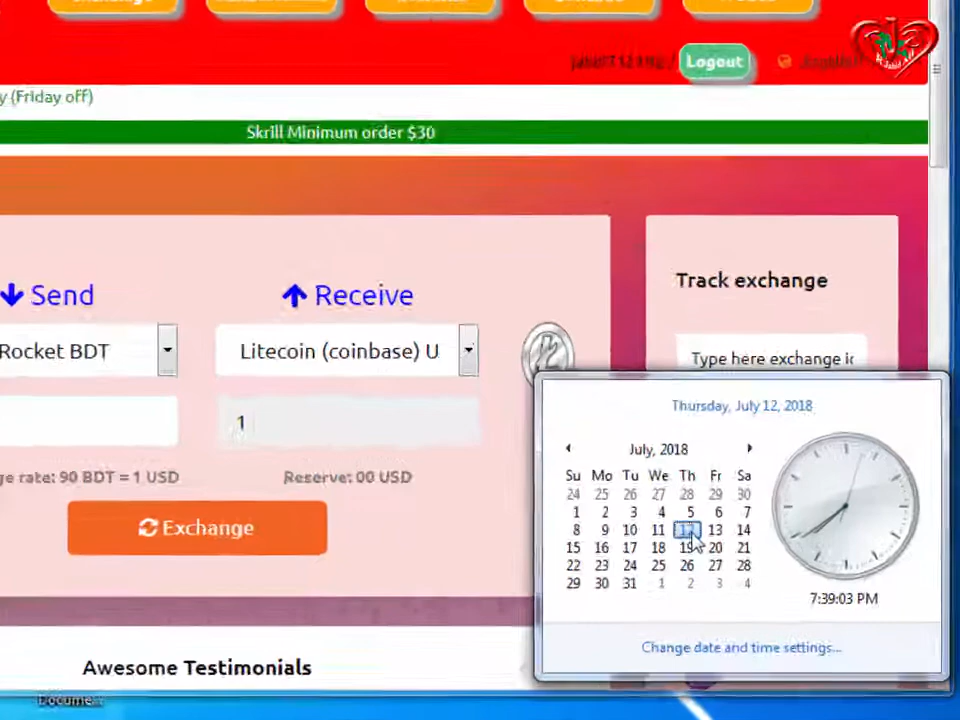 Logout
y (Friday off)
Skrill Minimum order $30
Send
Receive
Track exchange
Rocket BDT
Litecoin (coinbase) U
Type here exchange ic
1
ge rate: 90 BDT = 1 USD
Reserve: 00 USD
Exchange
Awesome Testimonials
Thursday, July 12, 2018
July, 2018
Su Mo Tu We Th Fr Sa
24 25 26 27 28 29 30
1 2 3 4 5 6 7
8 9 10 11 12 13 14
15 16 17 18 19 20 21
22 23 24 25 26 27 28
29 30 31 1 2 3 4
7:39:03 PM
Change date and time settings...
Docume...